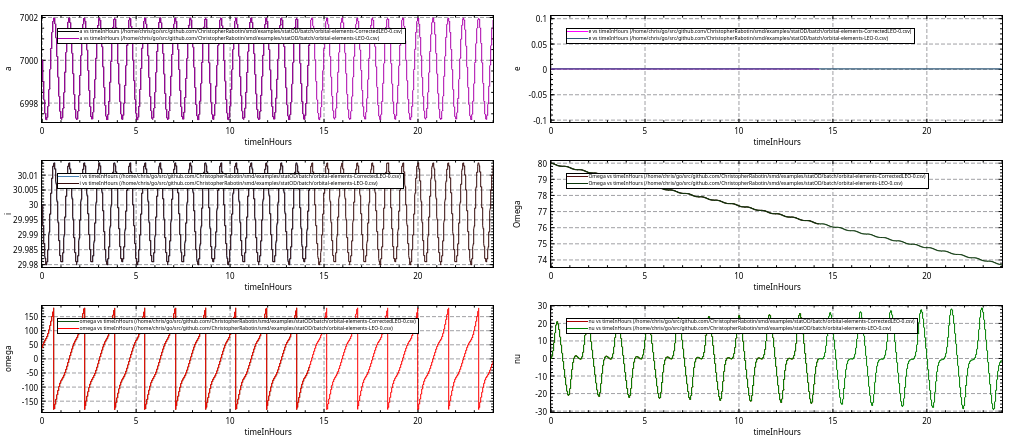 7002
7000
6998
a
a vs timeInHours (/home/chris/go/src/github.com/ChristopherRabotin/smd/examples/statOD/batch/orbital-elements-CorrectedLEO-0.csv)
a vs timeInHours (/home/chris/go/src/github.com/ChristopherRabotin/smd/examples/statOD/batch/orbital-elements-LEO-0.csv)
0 5 10 15 20
timeInHours
0.1
0.05
0
-0.05
-0.1
e
e vs timeInHours (/home/chris/go/src/github.com/ChristopherRabotin/smd/examples/statOD/batch/orbital-elements-CorrectedLEO-0.csv)
e vs timeInHours (/home/chris/go/src/github.com/ChristopherRabotin/smd/examples/statOD/batch/orbital-elements-LEO-0.csv)
0 5 10 15 20
timeInHours
30.01
30.005
30
29.995
29.99
29.985
29.98
i
i vs timeInHours (/home/chris/go/src/github.com/ChristopherRabotin/smd/examples/statOD/batch/orbital-elements-CorrectedLEO-0.csv)
i vs timeInHours (/home/chris/go/src/github.com/ChristopherRabotin/smd/examples/statOD/batch/orbital-elements-LEO-0.csv)
0 5 10 15 20
timeInHours
80
79
78
77
76
75
74
Omega
Omega vs timeInHours (/home/chris/go/src/github.com/ChristopherRabotin/smd/examples/statOD/batch/orbital-elements-CorrectedLEO-0.csv)
Omega vs timeInHours (/home/chris/go/src/github.com/ChristopherRabotin/smd/examples/statOD/batch/orbital-elements-LEO-0.csv)
0 5 10 15 20
timeInHours
150
100
50
0
-50
-100
-150
omega
omega vs timeInHours (/home/chris/go/src/github.com/ChristopherRabotin/smd/examples/statOD/batch/orbital-elements-CorrectedLEO-0.csv)
omega vs timeInHours (/home/chris/go/src/github.com/ChristopherRabotin/smd/examples/statOD/batch/orbital-elements-LEO-0.csv)
0 5 10 15 20
timeInHours
30
20
10
0
-10
-20
-30
nu
nu vs timeInHours (/home/chris/go/src/github.com/ChristopherRabotin/smd/examples/statOD/batch/orbital-elements-CorrectedLEO-0.csv)
nu vs timeInHours (/home/chris/go/src/github.com/ChristopherRabotin/smd/examples/statOD/batch/orbital-elements-LEO-0.csv)
0 5 10 15 20
timeInHours